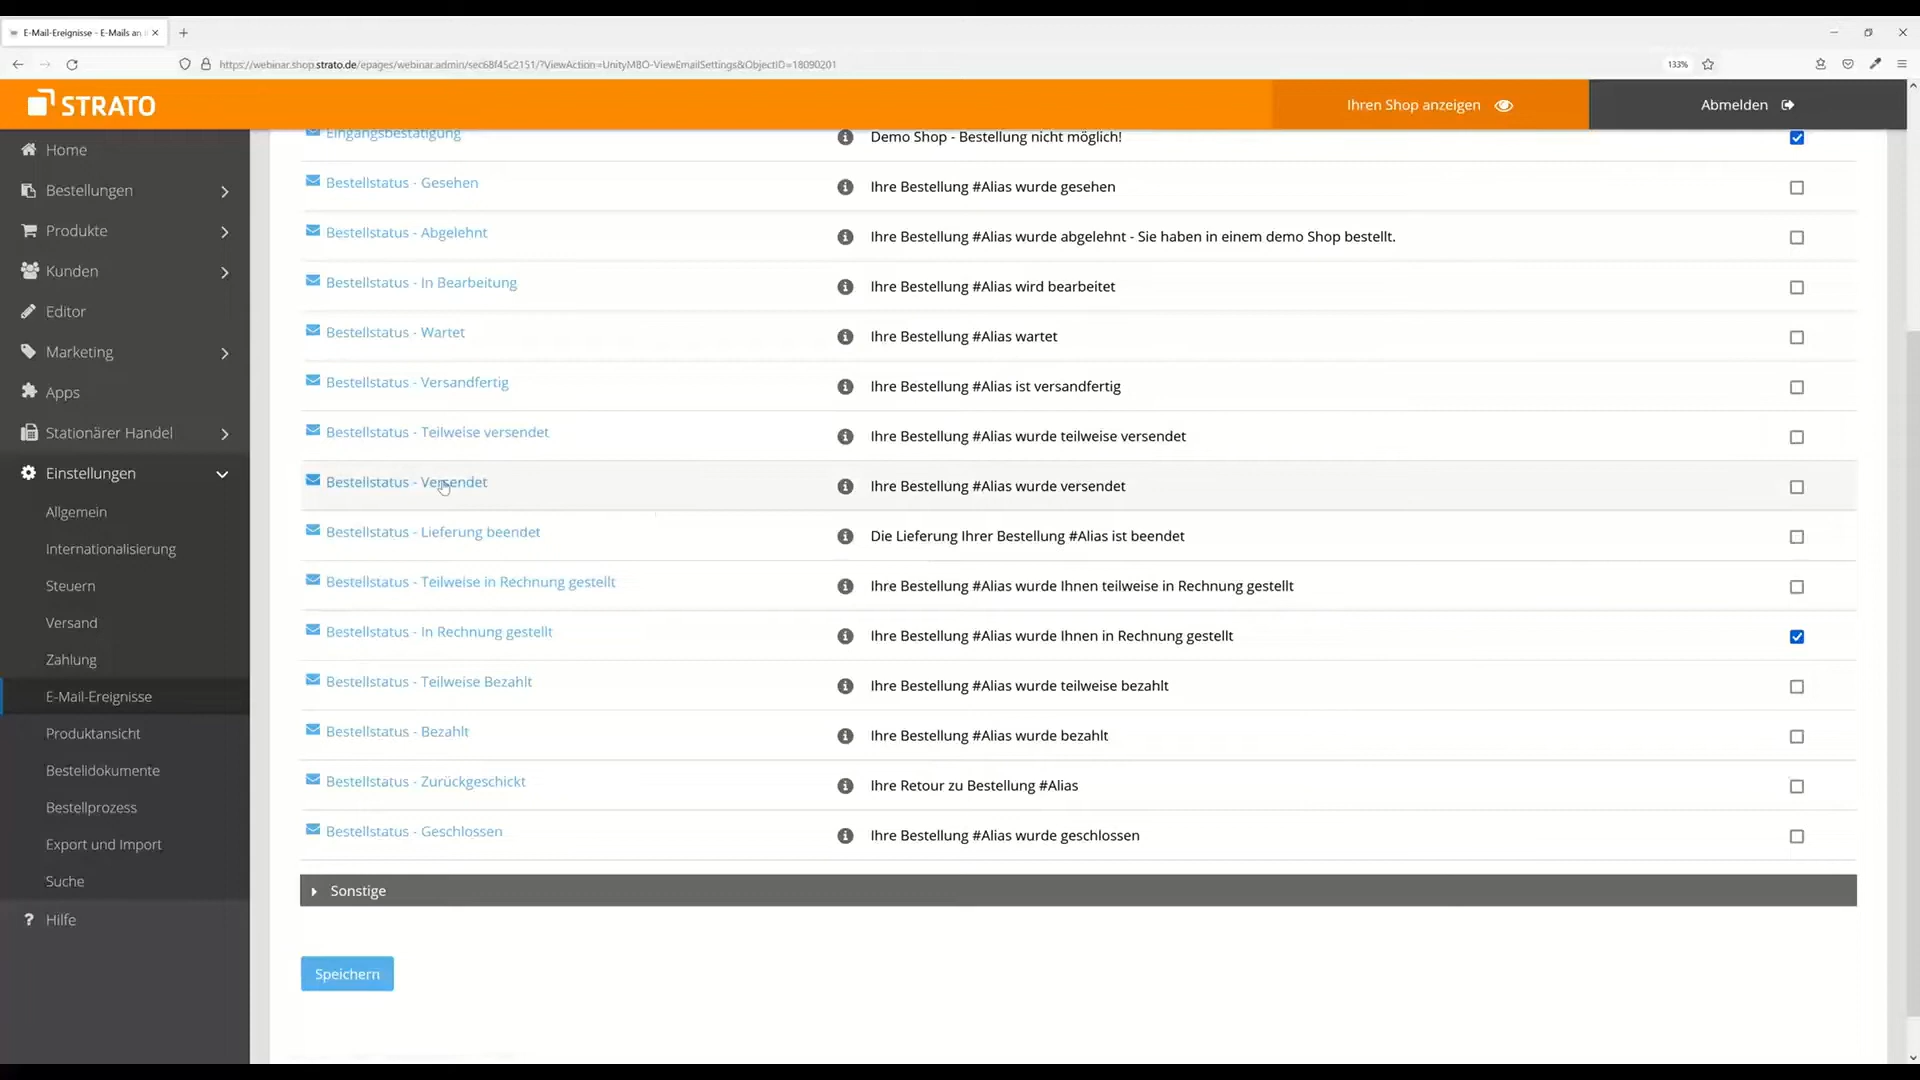 E-Mail-Ereignisse - E-Mails an
https://webinar.shop.strato.de/epages/webinar.admin/sec68f45c2151/?ViewAction=UnityMBO-ViewEmailSettings&ObjectID=18090201
133%
STRATO
Ihren Shop anzeigen
Abmelden
Home
Bestellungen
Produkte
Kunden
Editor
Marketing
Apps
Stationärer Handel
Einstellungen
Allgemein
Internationalisierung
Steuern
Versand
Zahlung
E-Mail-Ereignisse
Produktansicht
Bestelldokumente
Bestellprozess
Export und Import
Suche
Hilfe
Eingangsbestätigung
Demo Shop - Bestellung nicht möglich!
Bestellstatus - Gesehen
Ihre Bestellung #Alias wurde gesehen
Bestellstatus - Abgelehnt
Ihre Bestellung #Alias wurde abgelehnt - Sie haben in einem demo Shop bestellt.
Bestellstatus - In Bearbeitung
Ihre Bestellung #Alias wird bearbeitet
Bestellstatus - Wartet
Ihre Bestellung #Alias wartet
Bestellstatus - Versandfertig
Ihre Bestellung #Alias ist versandfertig
Bestellstatus - Teilweise versendet
Ihre Bestellung #Alias wurde teilweise versendet
Bestellstatus - Versendet
Ihre Bestellung #Alias wurde versendet
Bestellstatus - Lieferung beendet
Die Lieferung Ihrer Bestellung #Alias ist beendet
Bestellstatus - Teilweise in Rechnung gestellt
Ihre Bestellung #Alias wurde Ihnen teilweise in Rechnung gestellt
Bestellstatus - In Rechnung gestellt
Ihre Bestellung #Alias wurde Ihnen in Rechnung gestellt
Bestellstatus - Teilweise Bezahlt
Ihre Bestellung #Alias wurde teilweise bezahlt
Bestellstatus - Bezahlt
Ihre Bestellung #Alias wurde bezahlt
Bestellstatus - Zurückgeschickt
Ihre Retour zu Bestellung #Alias
Bestellstatus - Geschlossen
Ihre Bestellung #Alias wurde geschlossen
Sonstige
Speichern